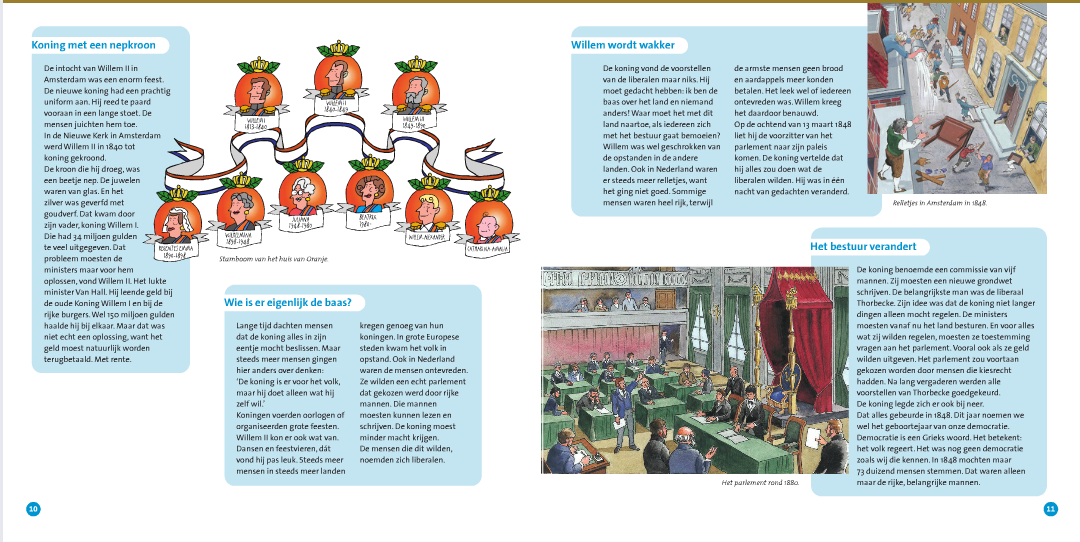 Koning met een nepkroon
De intocht van Willem II in
Amsterdam was een enorm feest.
De nieuwe koning had een prachtig
uniform aan. Hij reed te paard
vooraan in een lange stoet. De
mensen juichten hem toe.
In de Nieuwe Kerk in Amsterdam
werd Willem II in 1840 tot
koning gekroond.
De kroon die hij droeg, was
een beetje nep. De juwelen
waren van glas. En het
zilver was geverfd met
goudverf. Dat kwam door
zijn vader, koning Willem I.
Die had 34 miljoen gulden
te veel uitgegeven. Dat
probleem moesten de
ministers maar voor hem
oplossen, vond Willem II. Het lukte
minister Van Hall. Hij leende geld bij
de oude Koning Willem I en bij de
rijke burgers. Wel 150 miljoen gulden
haalde hij bij elkaar. Maar dat was
niet echt een oplossing, want het
geld moest natuurlijk worden
terugbetaald. Met rente.
WILLEM I
1813-1840
WILLEM II
1840-1849
WILLEM III
1849-1890
REGENTES EMMA
1890-1898
WILHELMINA
1898-1948
JULIANA
1948-1980
BEATRIX
1980-
WILLEM-ALEXANDER
CATHARINA-AMALIA
Stamboom van het huis van Oranje.
Wie is er eigenlijk de baas?
Lange tijd dachten mensen
dat de koning alles in zijn
eentje mocht beslissen. Maar
steeds meer mensen gingen
hier anders over denken:
'De koning is er voor het volk,
maar hij doet alleen wat hij
zelf wil.'
Koningen voerden oorlogen of
organiseerden grote feesten.
Willem II kon er ook wat van.
Dansen en feestvieren, dát
vond hij pas leuk. Steeds meer
mensen in steeds meer landen
kregen genoeg van hun
koningen. In grote Europese
steden kwam het volk in
opstand. Ook in Nederland
waren de mensen ontevreden.
Ze wilden een echt parlement
dat gekozen werd door rijke
mannen. Die mannen
moesten kunnen lezen en
schrijven. De koning moest
minder macht krijgen.
De mensen die dit wilden,
noemden zich liberalen.
10
Willem wordt wakker
De koning vond de voorstellen
van de liberalen maar niks. Hij
moet gedacht hebben: ik ben de
baas over het land en niemand
anders! Waar moet het met dit
land naartoe, als iedereen zich
met het bestuur gaat bemoeien?
Willem was wel geschrokken van
de opstanden in de andere
landen. Ook in Nederland waren
er steeds meer relletjes, want
het ging niet goed. Sommige
mensen waren heel rijk, terwijl
de armste mensen geen brood
en aardappels meer konden
betalen. Het leek wel of iedereen
ontevreden was. Willem kreeg
het daardoor benauwd.
Op de ochtend van 13 maart 1848
liet hij de voorzitter van het
parlement naar zijn paleis
komen. De koning vertelde dat
hij alles zou doen wat de
liberalen wilden. Hij was in één
nacht van gedachten veranderd.
Relletjes in Amsterdam in 1848.
Het bestuur verandert
De koning benoemde een commissie van vijf
mannen. Zij moesten een nieuwe grondwet
schrijven. De belangrijkste man was de liberaal
Thorbecke. Zijn idee was dat de koning niet langer
dingen alleen mocht regelen. De ministers
moesten vanaf nu het land besturen. En voor alles
wat zij wilden regelen, moesten ze toestemming
vragen aan het parlement. Vooral ook als ze geld
wilden uitgeven. Het parlement zou voortaan
gekozen worden door mensen die kiesrecht
hadden. Na lang vergaderen werden alle
voorstellen van Thorbecke goedgekeurd.
De koning legde zich er ook bij neer.
Dat alles gebeurde in 1848. Dit jaar noemen we
wel het geboortejaar van onze democratie.
Democratie is een Grieks woord. Het betekent:
het volk regeert. Het was nog geen democratie
zoals wij die kennen. In 1848 mochten maar
73 duizend mensen stemmen. Dat waren alleen
maar de rijke, belangrijke mannen.
Het parlement rond 1880.
11